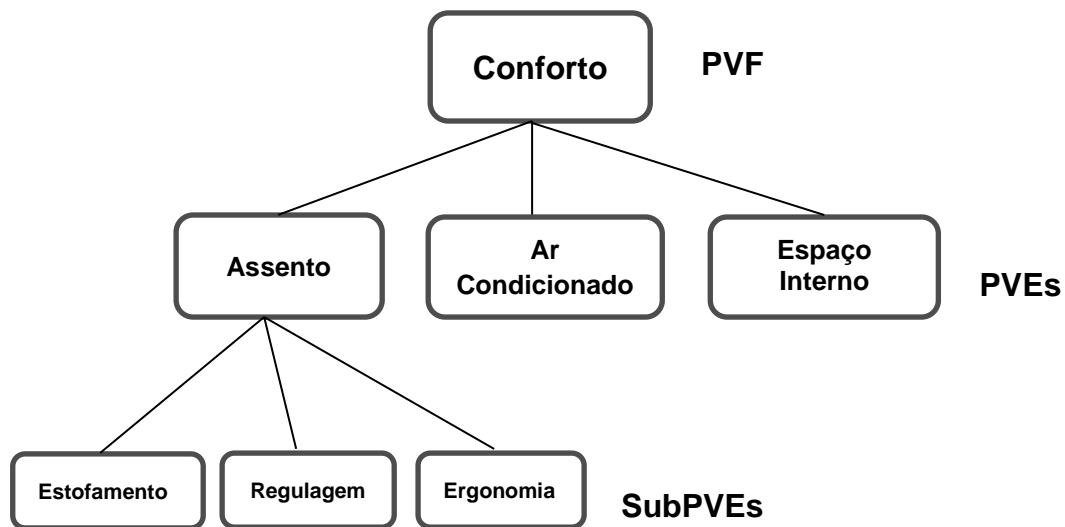 Conforto
PVF
Assento
Ar
Condicionado
Espaço
Interno
PVEs
Estofamento
Regulagem
Ergonomia
SubPVEs